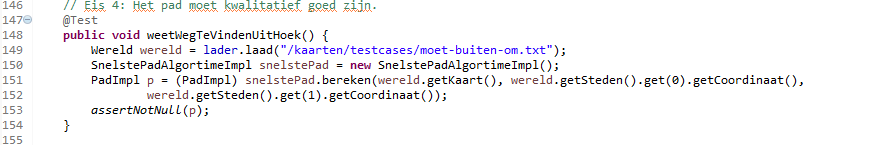 146 // Eis 4: Het pad moet kwalitatief goed zijn.
147 @Test
148 public void weetWegTeVindenUitHoek() {
149 Wereld wereld = lader.laad("/kaarten/testcases/moet-buiten-om.txt");
150 SnelstePadAlgortimeImpl snelstePad = new SnelstePadAlgortimeImpl();
151 PadImpl p = (PadImpl) snelstePad.bereken(wereld.getKaart(), wereld.getSteden().get(0).getCoordinaat(),
152 wereld.getSteden().get(1).getCoordinaat());
153 assertNotNull(p);
154 }
155